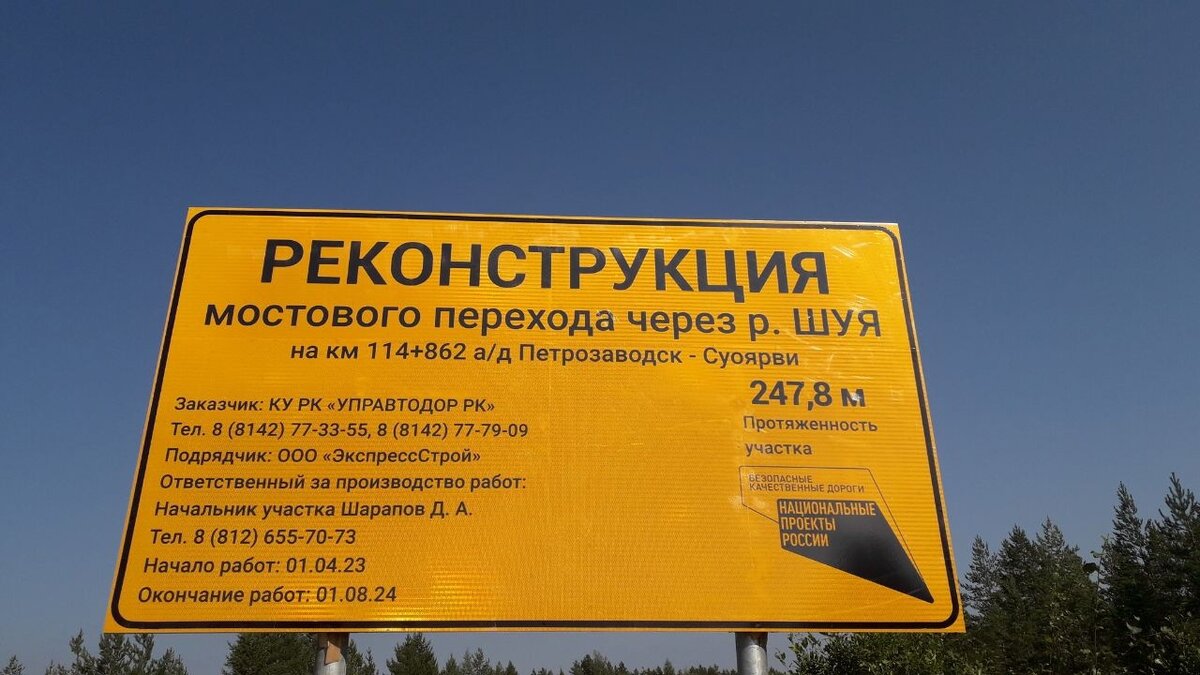 РЕКОНСТРУКЦИЯ
мостового перехода через р. ШУЯ
на км 114+862 а/д Петрозаводск - Суоярви
247,8 м
Протяженность
участка
Заказчик: КУ РК «УПРАВТОДОР РК»
Тел. 8 (8142) 77-33-55, 8 (8142) 77-79-09
Подрядчик: ООО «ЭкспрессСтрой»
Ответственный за производство работ:
Начальник участка Шарапов Д. А.
Тел. 8 (812) 655-70-73
Начало работ: 01.04.23
Окончание работ: 01.08.24
БЕЗОПАСНЫЕ
КАЧЕСТВЕННЫЕ ДОРОГИ
НАЦИОНАЛЬНЫЕ
ПРОЕКТЫ
РОССИИ